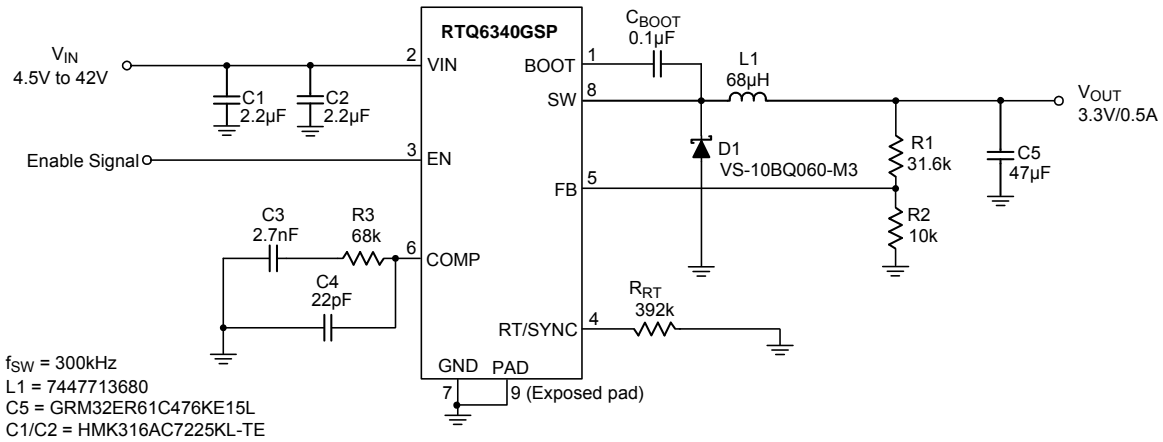 RTQ6340GSP
V_IN
4.5V to 42V
2
VIN
C1
2.2µF
C2
2.2µF
Enable Signal
3
EN
C3
2.7nF
R3
68k
6
COMP
C4
22pF
BOOT
1
C_BOOT
0.1µF
SW
8
L1
68µH
V_OUT
3.3V/0.5A
D1
VS-10BQ060-M3
R1
31.6k
C5
47µF
FB
5
R2
10k
RT/SYNC
4
R_RT
392k
GND
PAD
7
9 (Exposed pad)
f_SW = 300kHz
L1 = 7447713680
C5 = GRM32ER61C476KE15L
C1/C2 = HMK316AC7225KL-TE